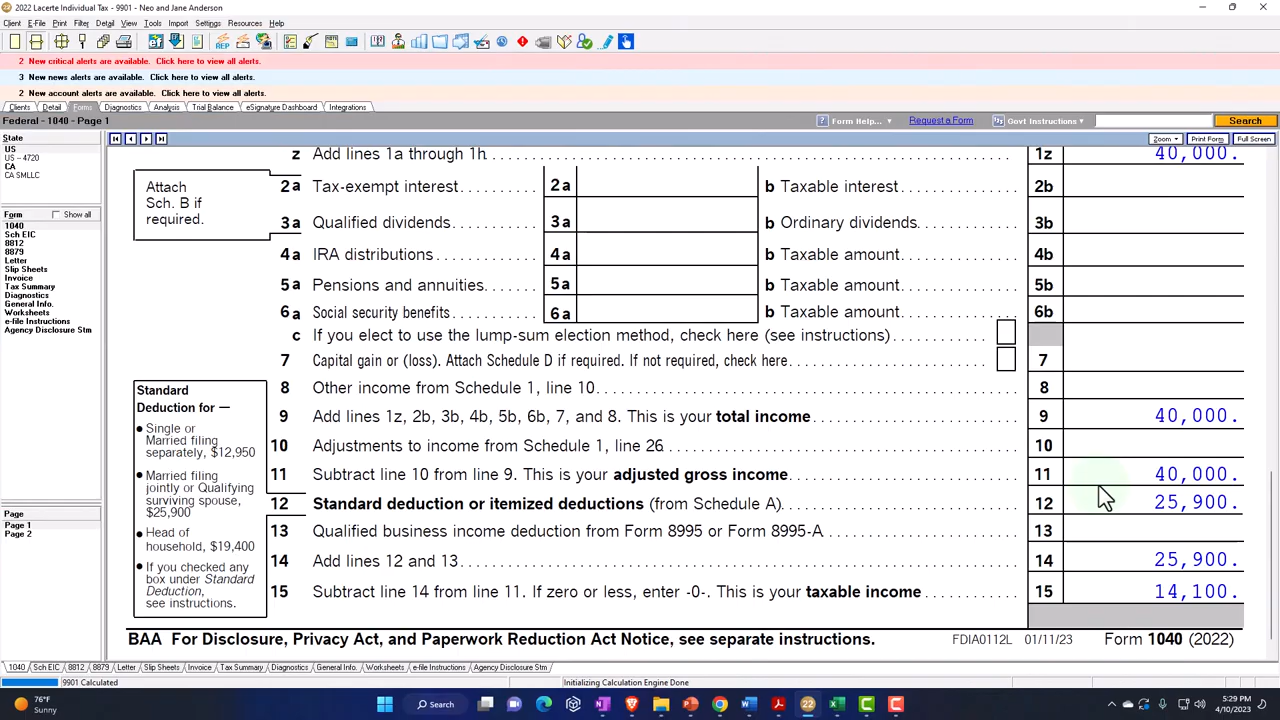 2022 Lacerte Individual Tax - 9901 - Neo and Jane Anderson
Client E-File Print Filter Detail View Tools Import Settings Resources Help
2 New critical alerts are available. Click here to view all alerts.
3 New news alerts are available. Click here to view all alerts.
2 New account alerts are available. Click here to view all alerts.
Clients Detail Forms Diagnostics Analysis Trial Balance eSignature Dashboard Integrations
Federal - 1040 - Page 1 Form Help... Request a Form Govt Instructions Search
Zoom Print Form Full Screen
State
US
US - 4720
CA
CA SMLLC
Form Show all
1040
Sch EIC
8812
8879
Letter
Slip Sheets
Invoice
Tax Summary
Diagnostics
General Info.
Worksheets
e-file Instructions
Agency Disclosure Stm
Page
Page 1
Page 2
z Add lines 1a through 1h 1z 40,000.
Attach
Sch. B if
required.
2a Tax-exempt interest 2a b Taxable interest 2b
3a Qualified dividends 3a b Ordinary dividends 3b
4a IRA distributions 4a b Taxable amount 4b
5a Pensions and annuities 5a b Taxable amount 5b
6a Social security benefits 6a b Taxable amount 6b
c If you elect to use the lump-sum election method, check here (see instructions)
7 Capital gain or (loss). Attach Schedule D if required. If not required, check here 7
8 Other income from Schedule 1, line 10 8
9 Add lines 1z, 2b, 3b, 4b, 5b, 6b, 7, and 8. This is your total income 9 40,000.
10 Adjustments to income from Schedule 1, line 26 10
11 Subtract line 10 from line 9. This is your adjusted gross income 11 40,000.
12 Standard deduction or itemized deductions (from Schedule A) 12 25,900.
13 Qualified business income deduction from Form 8995 or Form 8995-A 13
14 Add lines 12 and 13 14 25,900.
15 Subtract line 14 from line 11. If zero or less, enter -0-. This is your taxable income 15 14,100.
Standard
Deduction for —
● Single or
Married filing
separately, $12,950
● Married filing
jointly or Qualifying
surviving spouse,
$25,900
● Head of
household, $19,400
● If you checked any
box under Standard
Deduction,
see instructions.
BAA For Disclosure, Privacy Act, and Paperwork Reduction Act Notice, see separate instructions. FDIA0112L 01/11/23 Form 1040 (2022)
1040 Sch EIC 8812 8879 Letter Slip Sheets Invoice Tax Summary Diagnostics General Info. Worksheets e-file Instructions Agency Disclosure Stm
9901 Calculated Initializing Calculation Engine Done
76°F
Sunny
Search
5:29 PM
4/10/2023